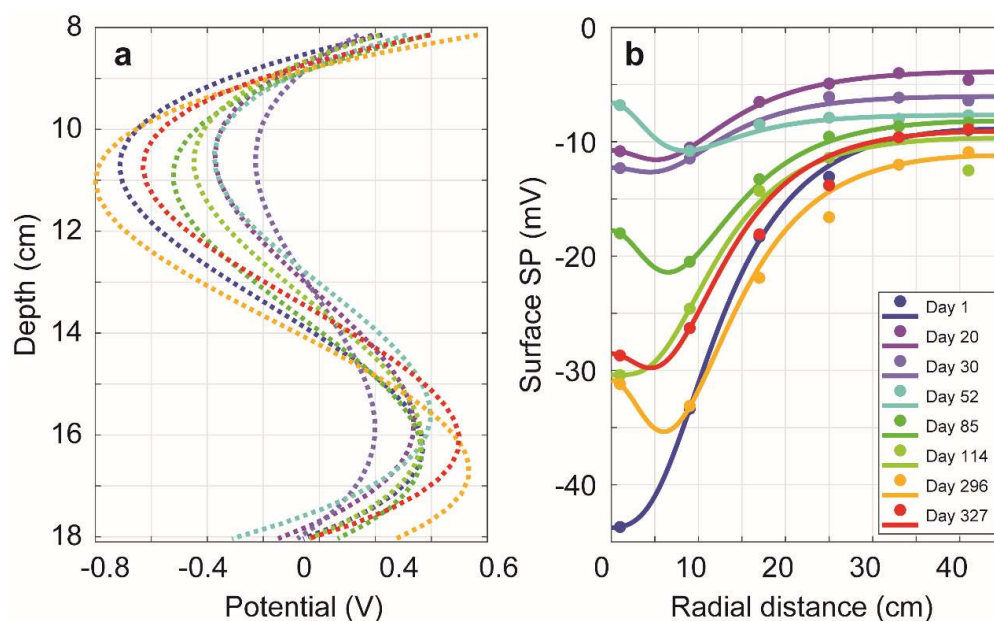 a
8
10
12
14
16
18
Depth (cm)
-0.8
-0.4
0
0.4
0.6
Potential (V)
b
0
-10
-20
-30
-40
Surface SP (mV)
0
10
20
30
40
Radial distance (cm)
Day 1
Day 20
Day 30
Day 52
Day 85
Day 114
Day 296
Day 327